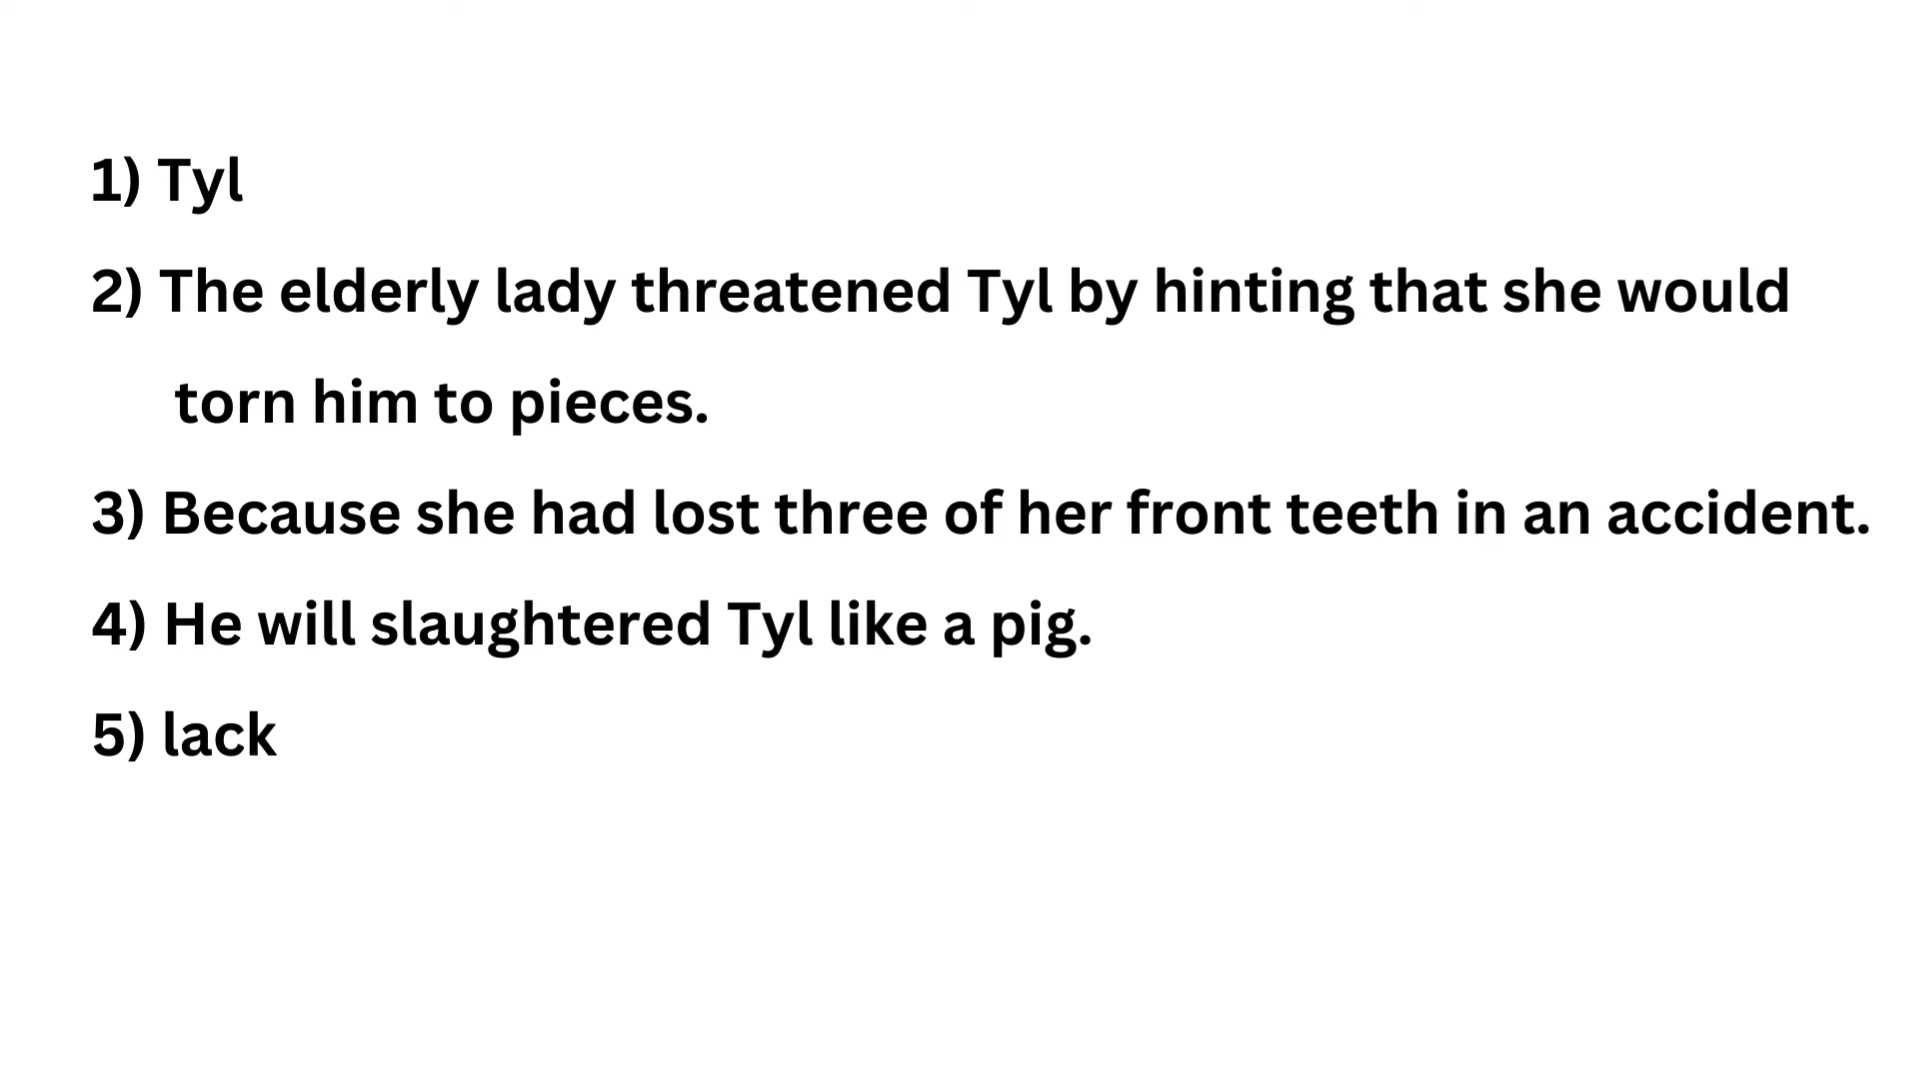 1) Tyl
2) The elderly lady threatened Tyl by hinting that she would
torn him to pieces.
3) Because she had lost three of her front teeth in an accident.
4) He will slaughtered Tyl like a pig.
5) lack